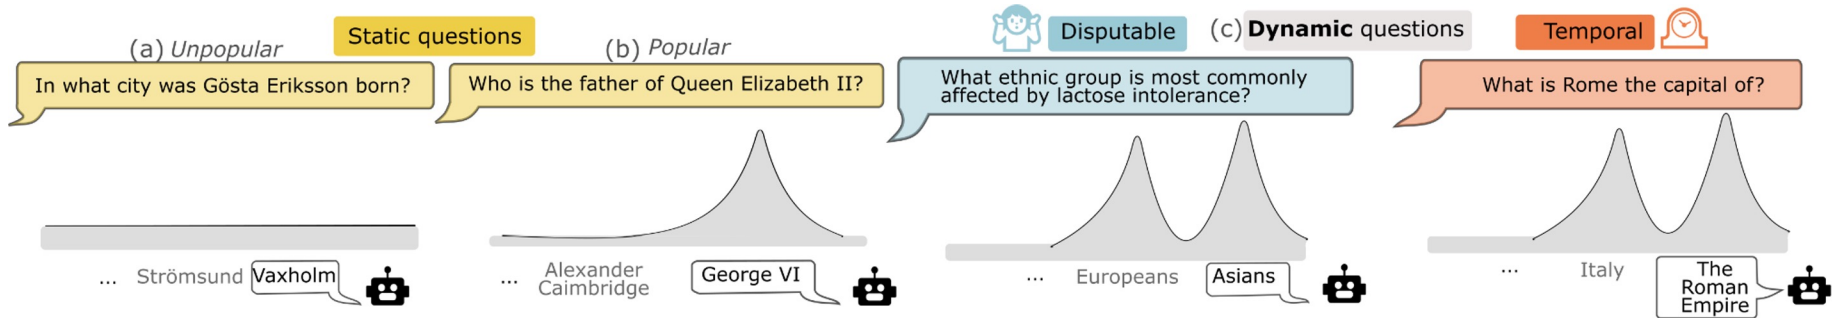 (a) Unpopular
Static questions
(b) Popular
Disputable
(c) Dynamic questions
Temporal
In what city was Gösta Eriksson born?
Who is the father of Queen Elizabeth II?
What ethnic group is most commonly
affected by lactose intolerance?
What is Rome the capital of?
... Strömsund
Vaxholm
... Alexander
Caimbridge
George VI
... Europeans
Asians
... Italy
The
Roman
Empire